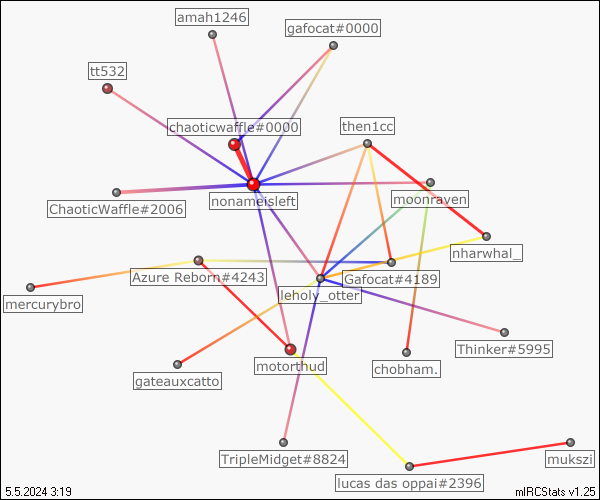 amah1246
gafocat#0000
tt532
chaoticwaffle#0000
then1cc
ChaoticWaffle#2006
nonameisleft
moonraven
nharwhal_
Azure Reborn#4243
Gafocat#4189
mercurybro
leholy_otter
Thinker#5995
motorthud
chobham.
gateauxcatto
TripleMidget#8824
mukszi
lucas das oppai#2396
5.5.2024 3:19
mIRCStats v1.25